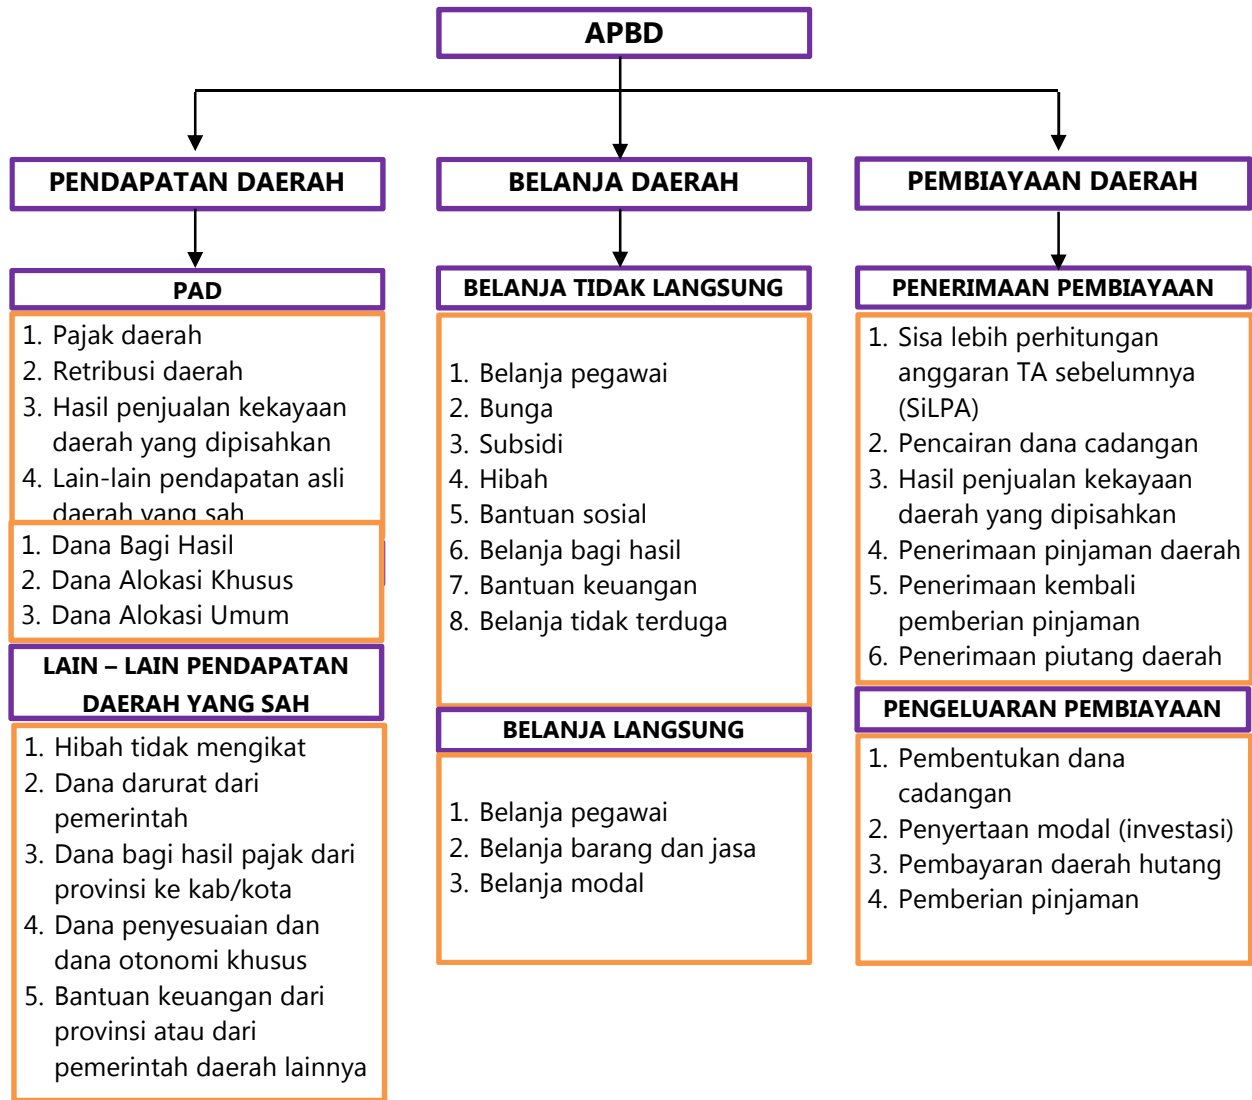 APBD
PENDAPATAN DAERAH
PAD
1. Pajak daerah
2. Retribusi daerah
3. Hasil penjualan kekayaan
daerah yang dipisahkan
4. Lain-lain pendapatan asli
daerah yang sah
1. Dana Bagi Hasil
2. Dana Alokasi Khusus
3. Dana Alokasi Umum
LAIN – LAIN PENDAPATAN
DAERAH YANG SAH
1. Hibah tidak mengikat
2. Dana darurat dari
pemerintah
3. Dana bagi hasil pajak dari
provinsi ke kab/kota
4. Dana penyesuaian dan
dana otonomi khusus
5. Bantuan keuangan dari
provinsi atau dari
pemerintah daerah lainnya
BELANJA DAERAH
BELANJA TIDAK LANGSUNG
1. Belanja pegawai
2. Bunga
3. Subsidi
4. Hibah
5. Bantuan sosial
6. Belanja bagi hasil
7. Bantuan keuangan
8. Belanja tidak terduga
BELANJA LANGSUNG
1. Belanja pegawai
2. Belanja barang dan jasa
3. Belanja modal
PEMBIAYAAN DAERAH
PENERIMAAN PEMBIAYAAN
1. Sisa lebih perhitungan
anggaran TA sebelumnya
(SiLPA)
2. Pencairan dana cadangan
3. Hasil penjualan kekayaan
daerah yang dipisahkan
4. Penerimaan pinjaman daerah
5. Penerimaan kembali
pemberian pinjaman
6. Penerimaan piutang daerah
PENGELUARAN PEMBIAYAAN
1. Pembentukan dana
cadangan
2. Penyertaan modal (investasi)
3. Pembayaran daerah hutang
4. Pemberian pinjaman